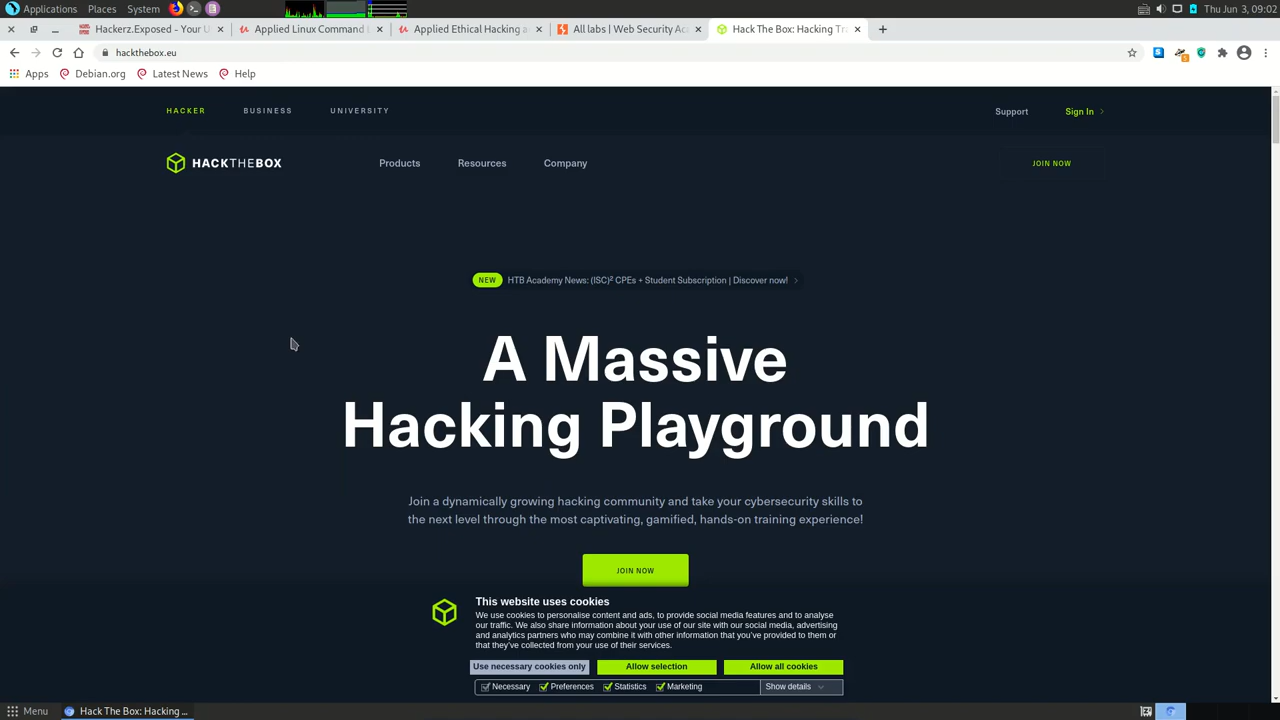 Applications Places System Thu Jun 3, 09:02
Hackerz.Exposed - Your U Applied Linux Command L Applied Ethical Hacking a All labs | Web Security Ac Hack The Box: Hacking Tra
hackthebox.eu
Apps Debian.org Latest News Help
HACKER BUSINESS UNIVERSITY Support Sign In
HACKTHEBOX Products Resources Company JOIN NOW
NEW HTB Academy News: (ISC)² CPEs + Student Subscription | Discover now!
A Massive
Hacking Playground
Join a dynamically growing hacking community and take your cybersecurity skills to
the next level through the most captivating, gamified, hands-on training experience!
JOIN NOW
This website uses cookies
We use cookies to personalise content and ads, to provide social media features and to analyse
our traffic. We also share information about your use of our site with our social media, advertising
and analytics partners who may combine it with other information that you've provided to them or
that they've collected from your use of their services.
Use necessary cookies only Allow selection Allow all cookies
Necessary Preferences Statistics Marketing Show details
Menu Hack The Box: Hacking ...